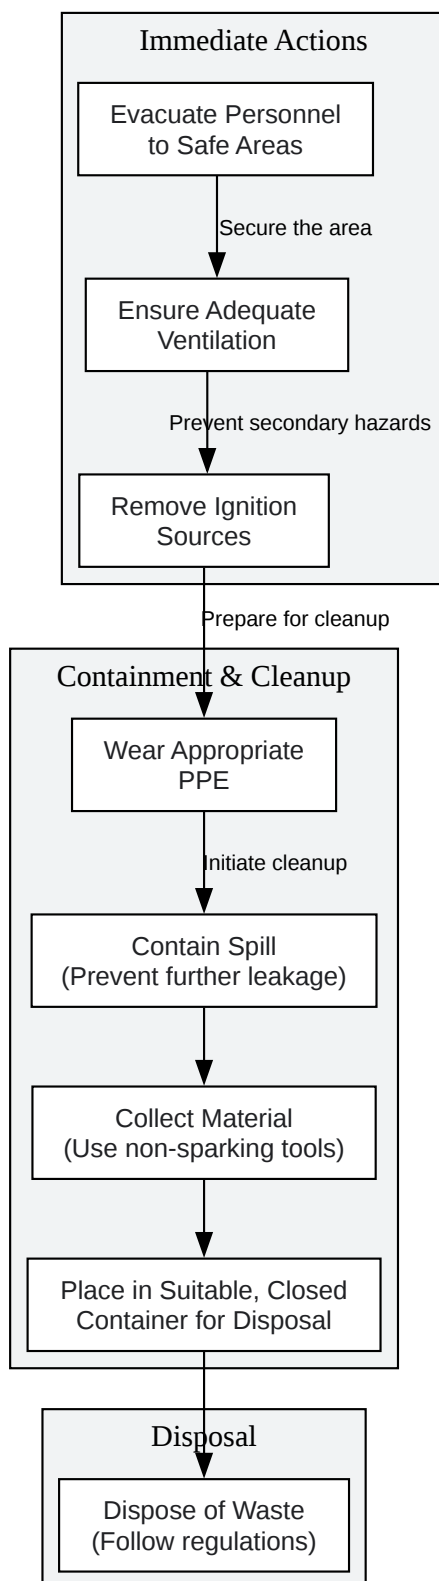 Immediate Actions
Evacuate Personnel
to Safe Areas
Secure the area
Ensure Adequate
Ventilation
Prevent secondary hazards
Remove Ignition
Sources
Prepare for cleanup
Containment & Cleanup
Wear Appropriate
PPE
Initiate cleanup
Contain Spill
(Prevent further leakage)
Collect Material
(Use non-sparking tools)
Place in Suitable, Closed
Container for Disposal
Disposal
Dispose of Waste
(Follow regulations)